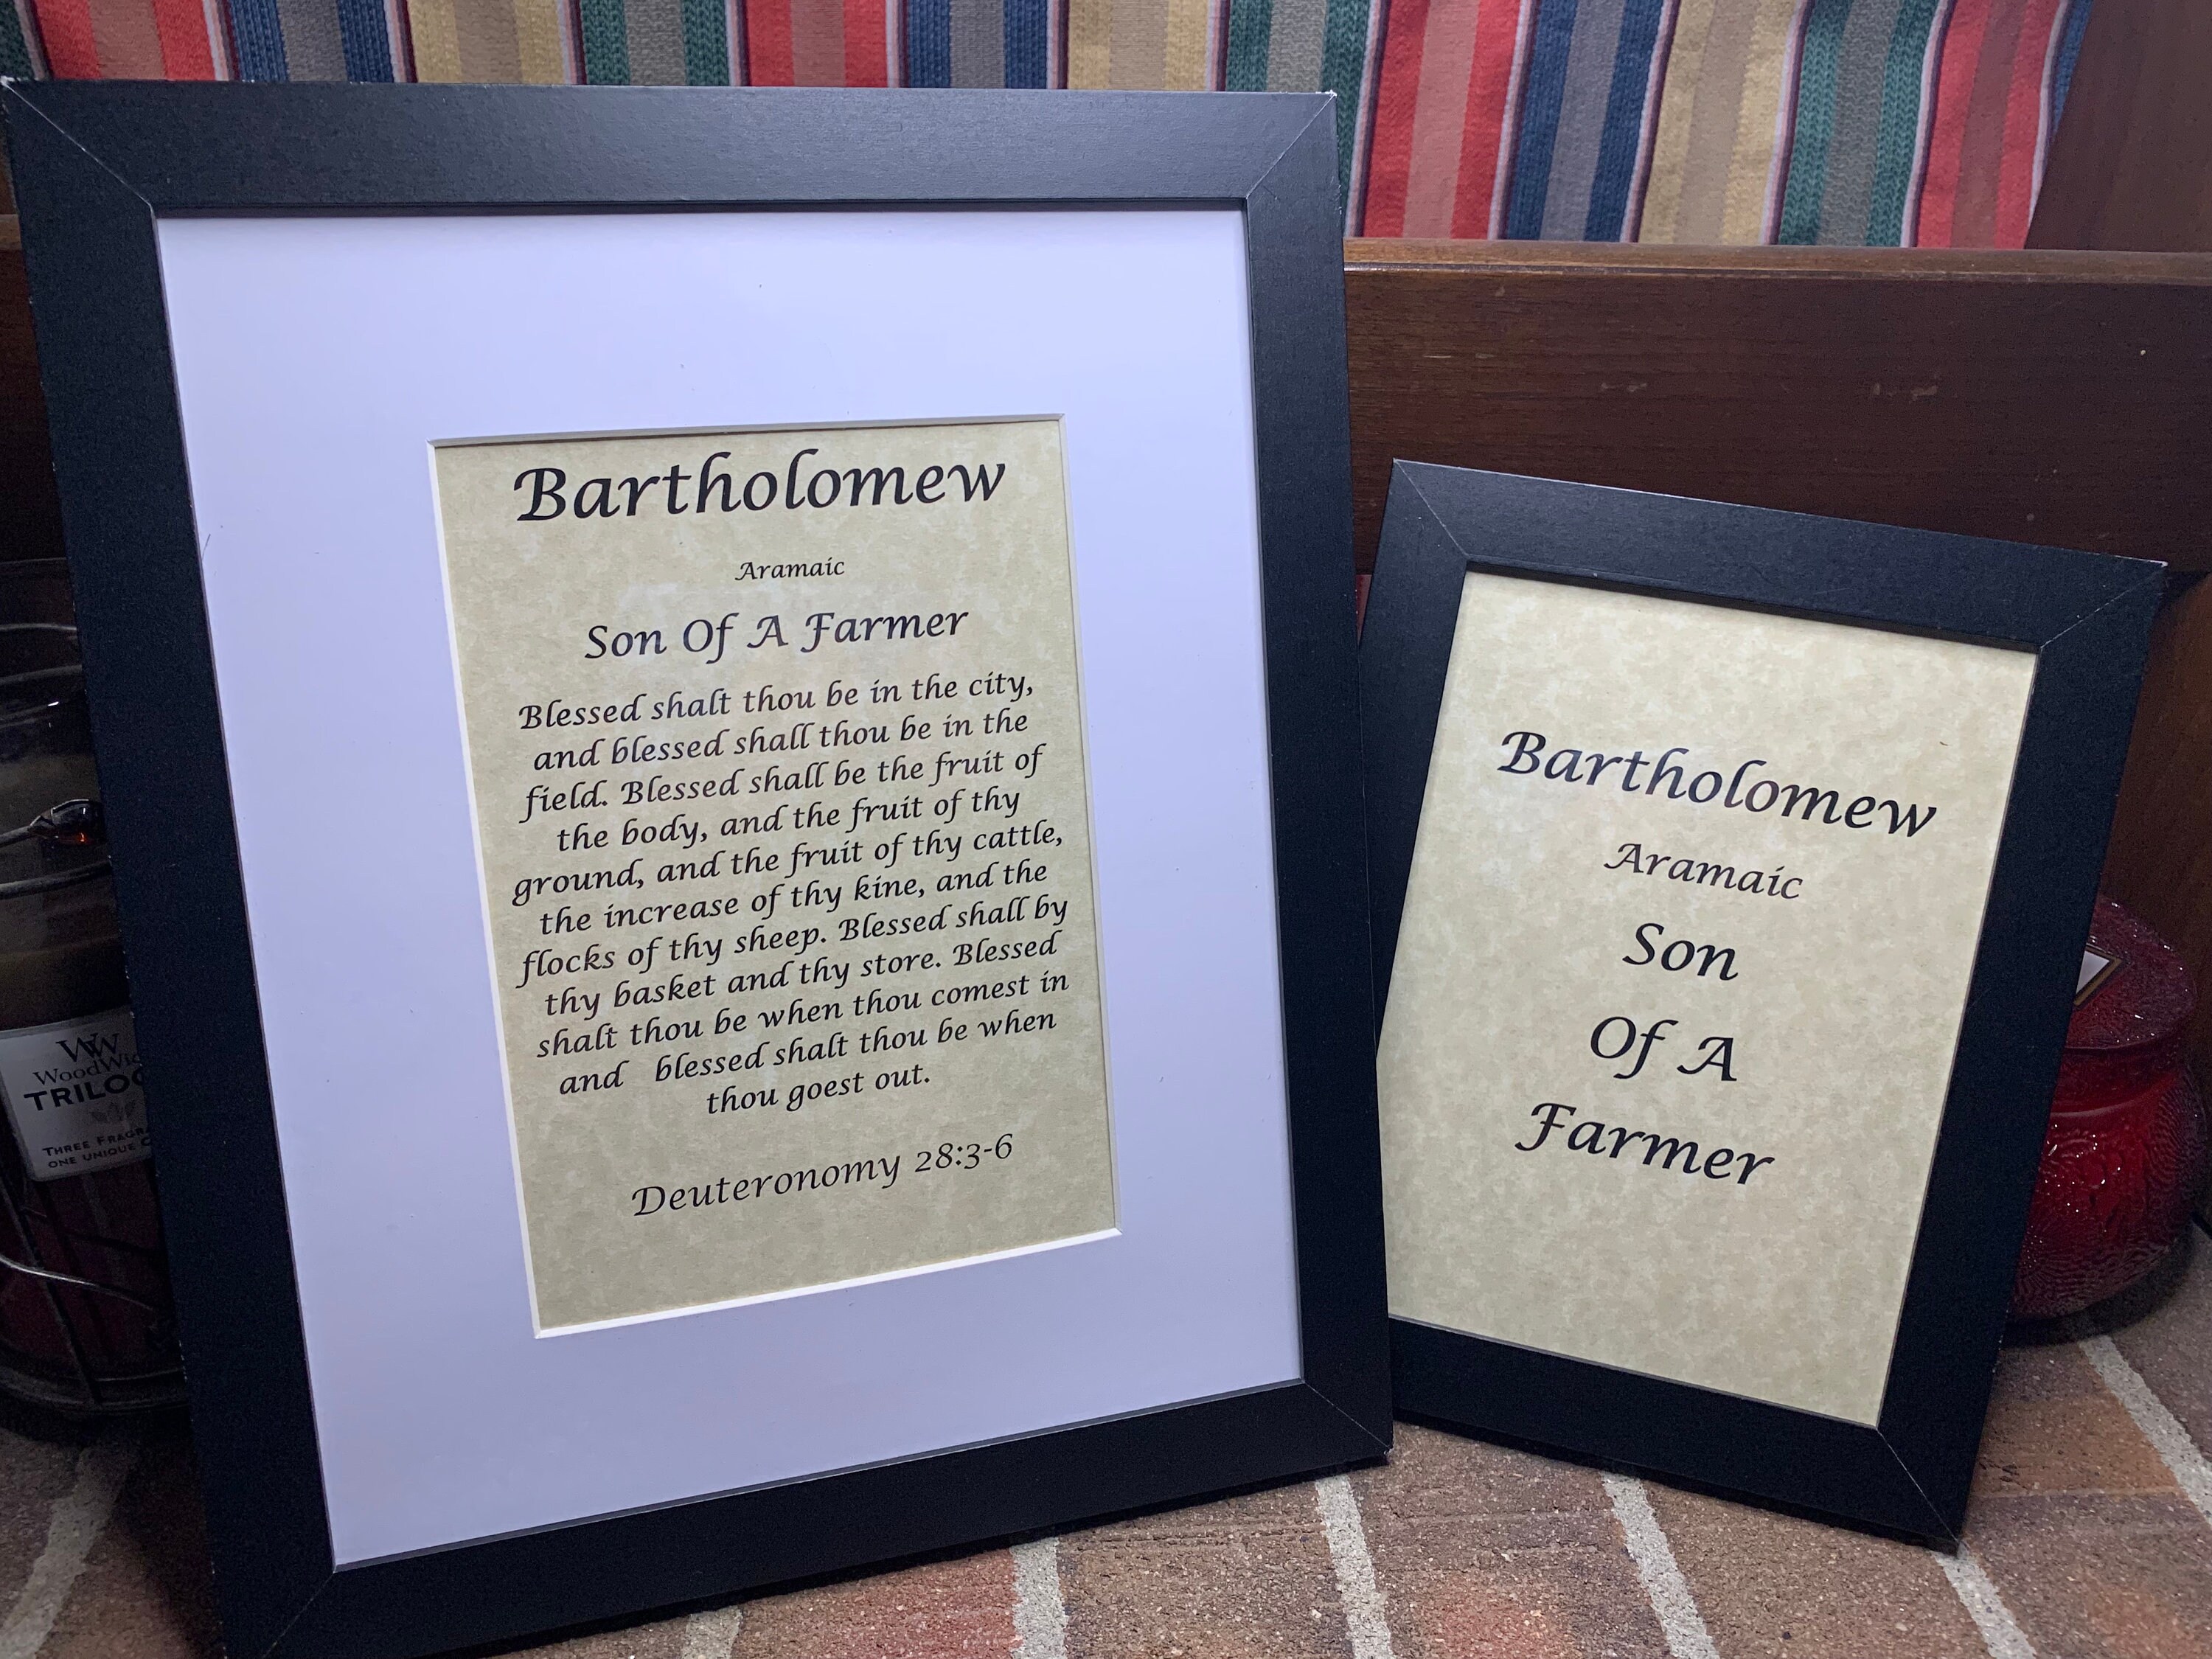 Bartholomew
Aramaic
Son Of A Farmer
Blessed shalt thou be in the city,
and blessed shall thou be in the
field. Blessed shall be the fruit of
the body, and the fruit of thy
ground, and the fruit of thy cattle,
the increase of thy kine, and the
flocks of thy sheep. Blessed shall by
thy basket and thy store. Blessed
shalt thou be when thou comest in
and blessed shalt thou be when
thou goest out.
Deuteronomy 28:3-6
Bartholomew
Aramaic
Son
Of A
Farmer
WW
TRILO
ONE UNIQUE